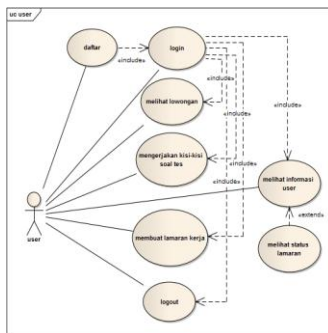 uc user
daftar
login
«include»
«include»
«include»
«include»
«include»
«include»
melihat lowongan
mengerjakan kisi-kisi
soal tes
melihat informasi
user
user
«extend»
membuat lamaran kerja
melihat status
lamaran
logout